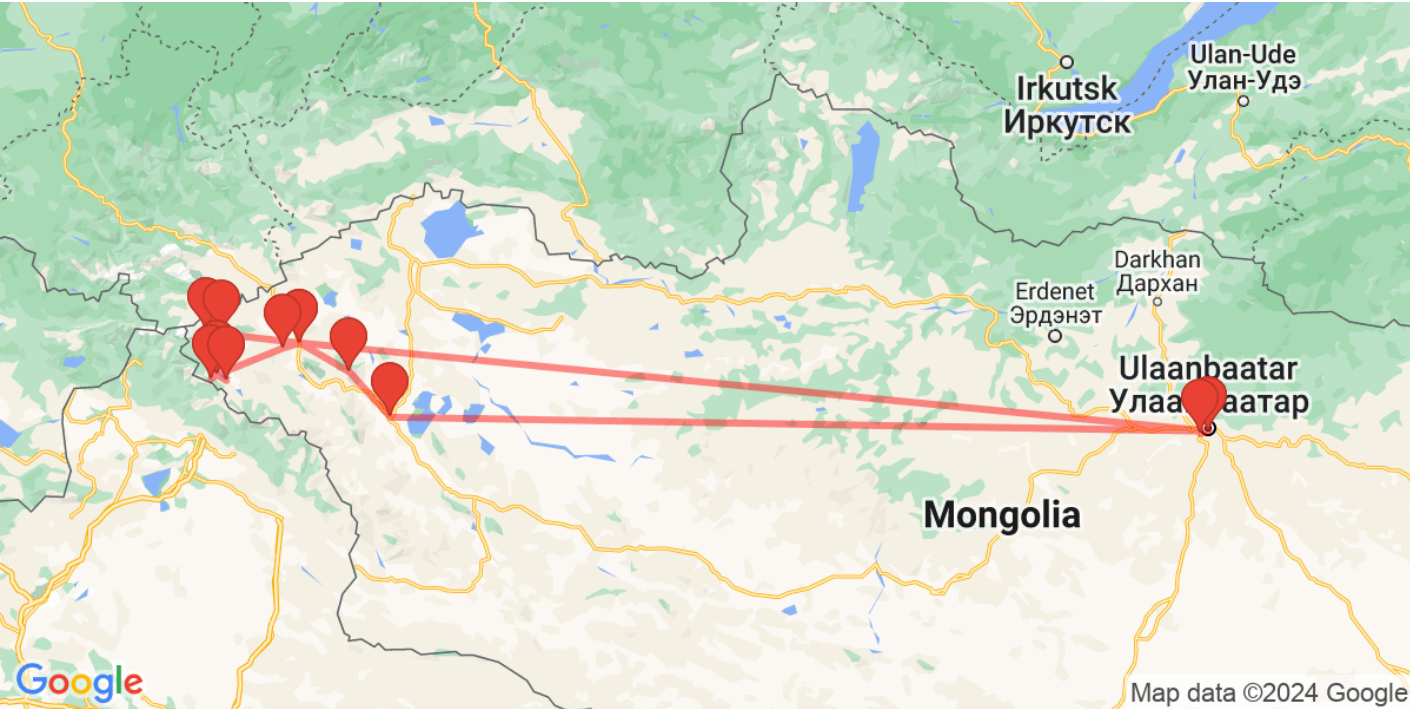 Ulan-Ude
Улан-Удэ
Irkutsk
Иркутск
Darkhan
Дархан
Erdenet
Эрдэнэт
Ulaanbaatar
Mongolia
Google
Map data ©2024 Google